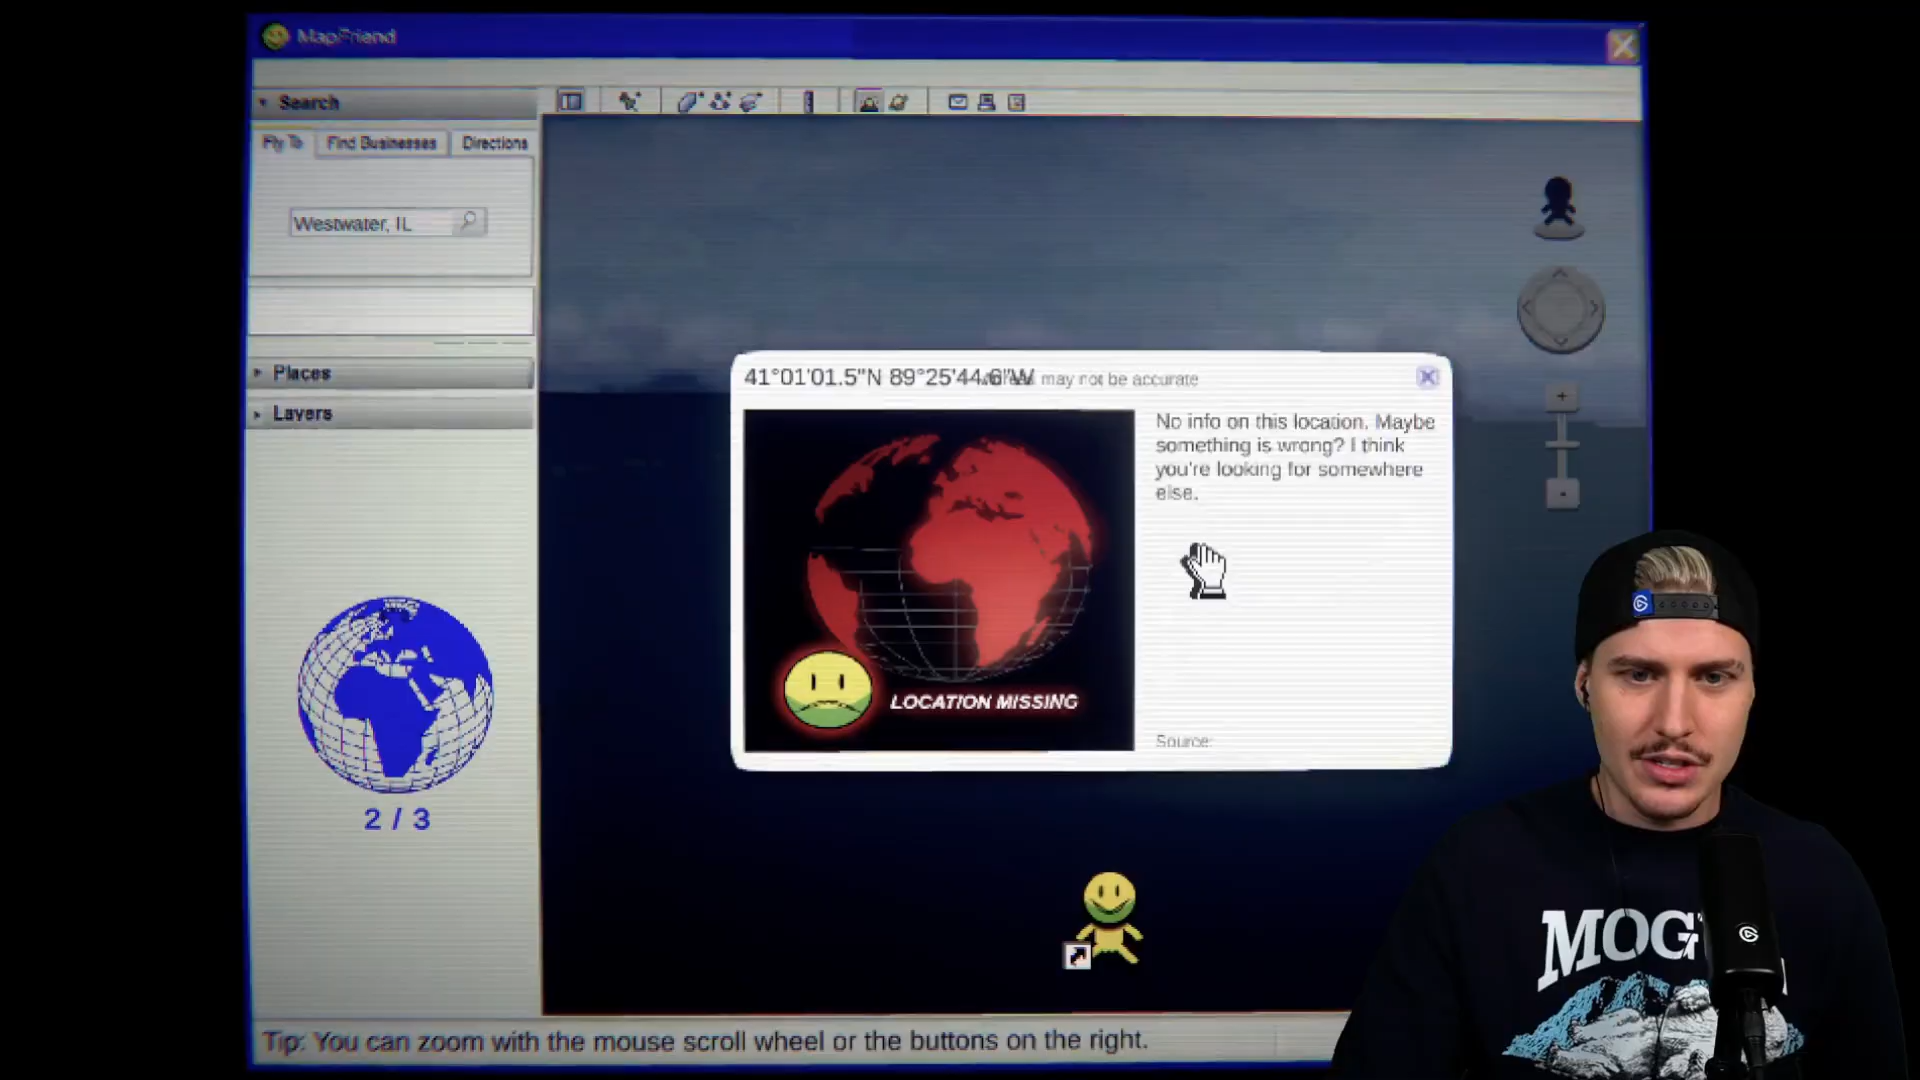 MapFriend
Search
Fly To
Find Businesses
Directions
Westwater, IL
Places
Layers
2 / 3
41°01'01.5"N 89°25'44.6"W
may not be accurate
No info on this location. Maybe
something is wrong? I think
you're looking for somewhere
else.
LOCATION MISSING
Source:
Tip: You can zoom with the mouse scroll wheel or the buttons on the right.